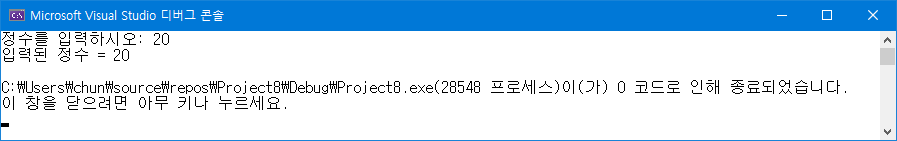 Microsoft Visual Studio 디버그 콘솔
정수를 입력하시오: 20
입력된 정수 = 20
C:₩Users₩chun₩source₩repos₩Project8₩Debug₩Project8.exe(28548 프로세스)이(가) 0 코드로 인해 종료되었습니다.
이 창을 닫으려면 아무 키나 누르세요.